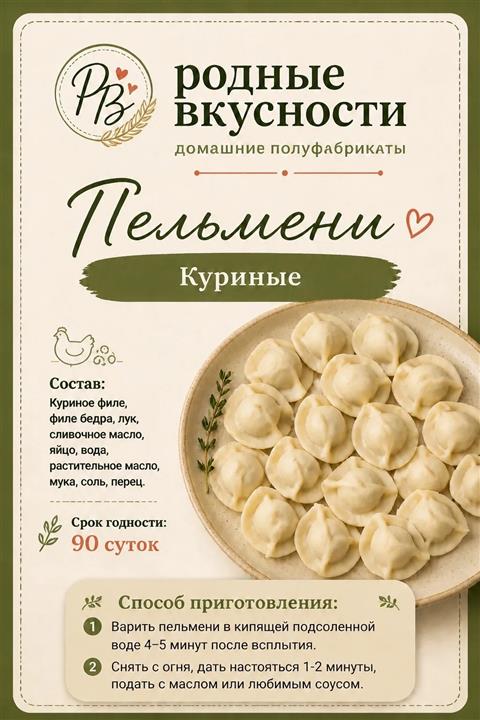 РВ
родные
вкусности
домашние полуфабрикаты
Пельмени
Куриные
Состав:
Куриное филе,
филе бедра, лук,
сливочное масло,
яйцо, вода,
растительное масло,
мука, соль, перец.
Срок годности:
90 суток
Способ приготовления:
1 Варить пельмени в кипящей подсоленной
воде 4–5 минут после всплытия.
2 Снять с огня, дать настояться 1-2 минуты,
подать с маслом или любимым соусом.